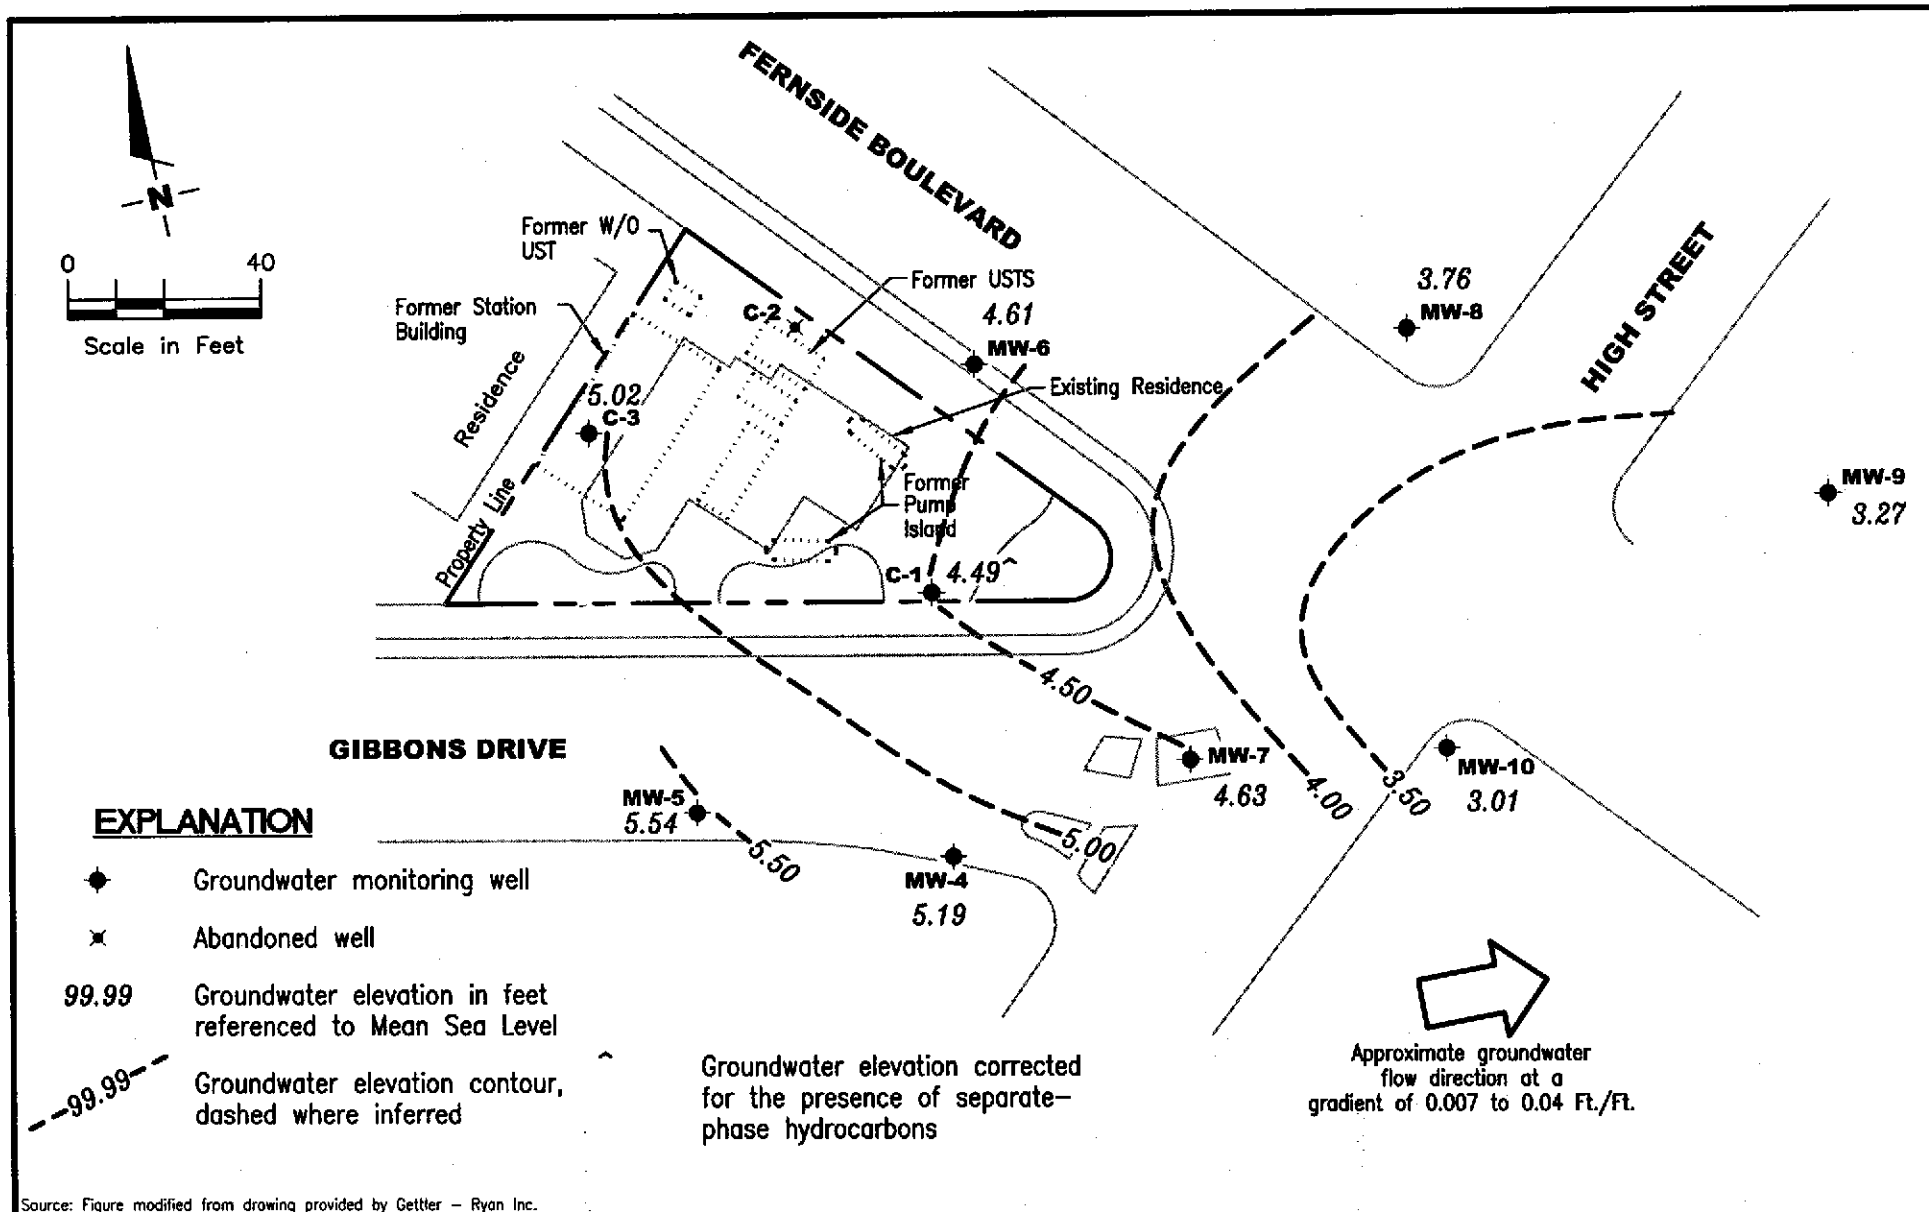 FERNSIDE BOULEVARD
N
0 40
Scale in Feet
Former W/O
UST
Former USTS
C-2
4.61
MW-6
3.76
MW-8
HIGH STREET
Former Station
Building
Residence
Existing Residence
5.02
C-3
Former
Pump
Island
Property Line
MW-9
3.27
C-1
4.49^
4.50
GIBBONS DRIVE
MW-7
4.63
4.00
3.50
MW-10
3.01
MW-5
5.54
5.50
5.00
MW-4
5.19
EXPLANATION
Groundwater monitoring well
Abandoned well
99.99
Groundwater elevation in feet
referenced to Mean Sea Level
99.99
Groundwater elevation contour,
dashed where inferred
^
Groundwater elevation corrected
for the presence of separate-
phase hydrocarbons
Approximate groundwater
flow direction at a
gradient of 0.007 to 0.04 Ft./Ft.
Source: Figure modified from drawing provided by Gettler - Ryan Inc.